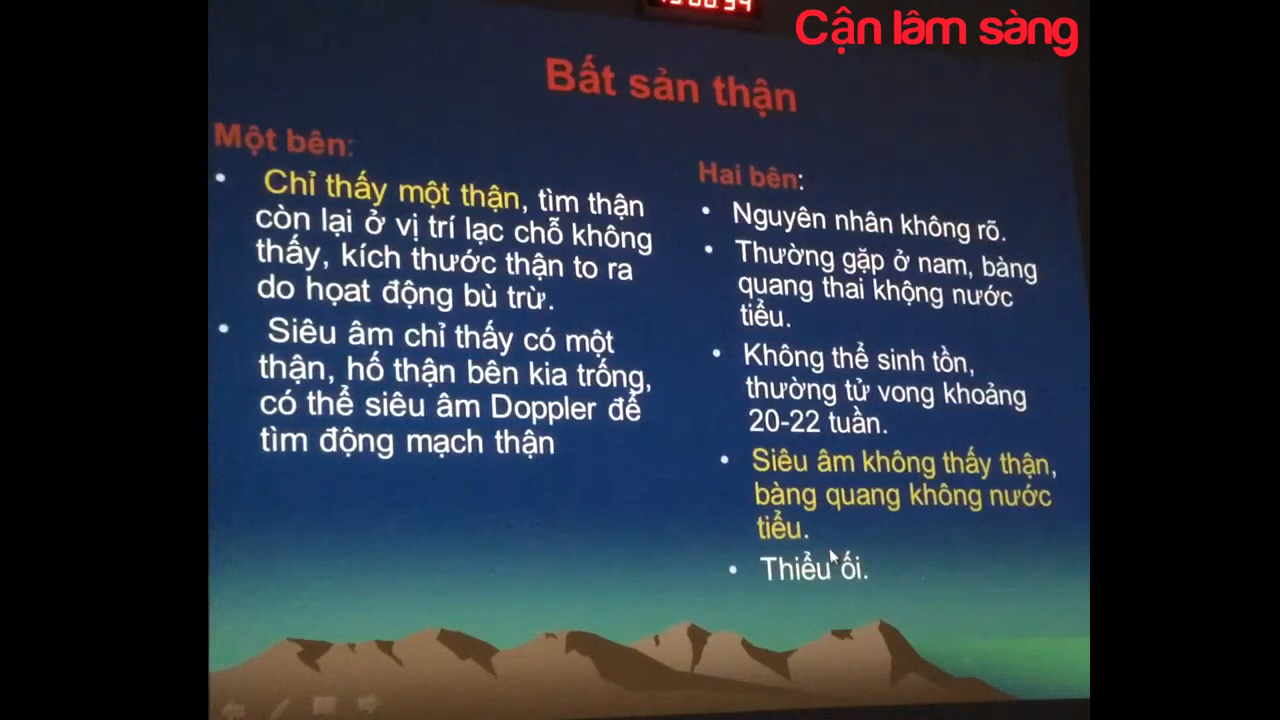 Cận lâm sàng
Bất sản thận
Một bên:
• Chỉ thấy một thận, tìm thận
còn lại ở vị trí lạc chỗ không
thấy, kích thước thận to ra
do họat động bù trừ.
• Siêu âm chỉ thấy có một
thận, hố thận bên kia trống,
có thể siêu âm Doppler để
tìm động mạch thận
Hai bên:
• Nguyên nhân không rõ.
• Thường gặp ở nam, bàng
quang thai khộng nước
tiểu.
• Không thể sinh tồn,
thường tử vong khoảng
20-22 tuần.
• Siêu âm không thấy thận,
bàng quang không nước
tiểu.
• Thiểu ối.